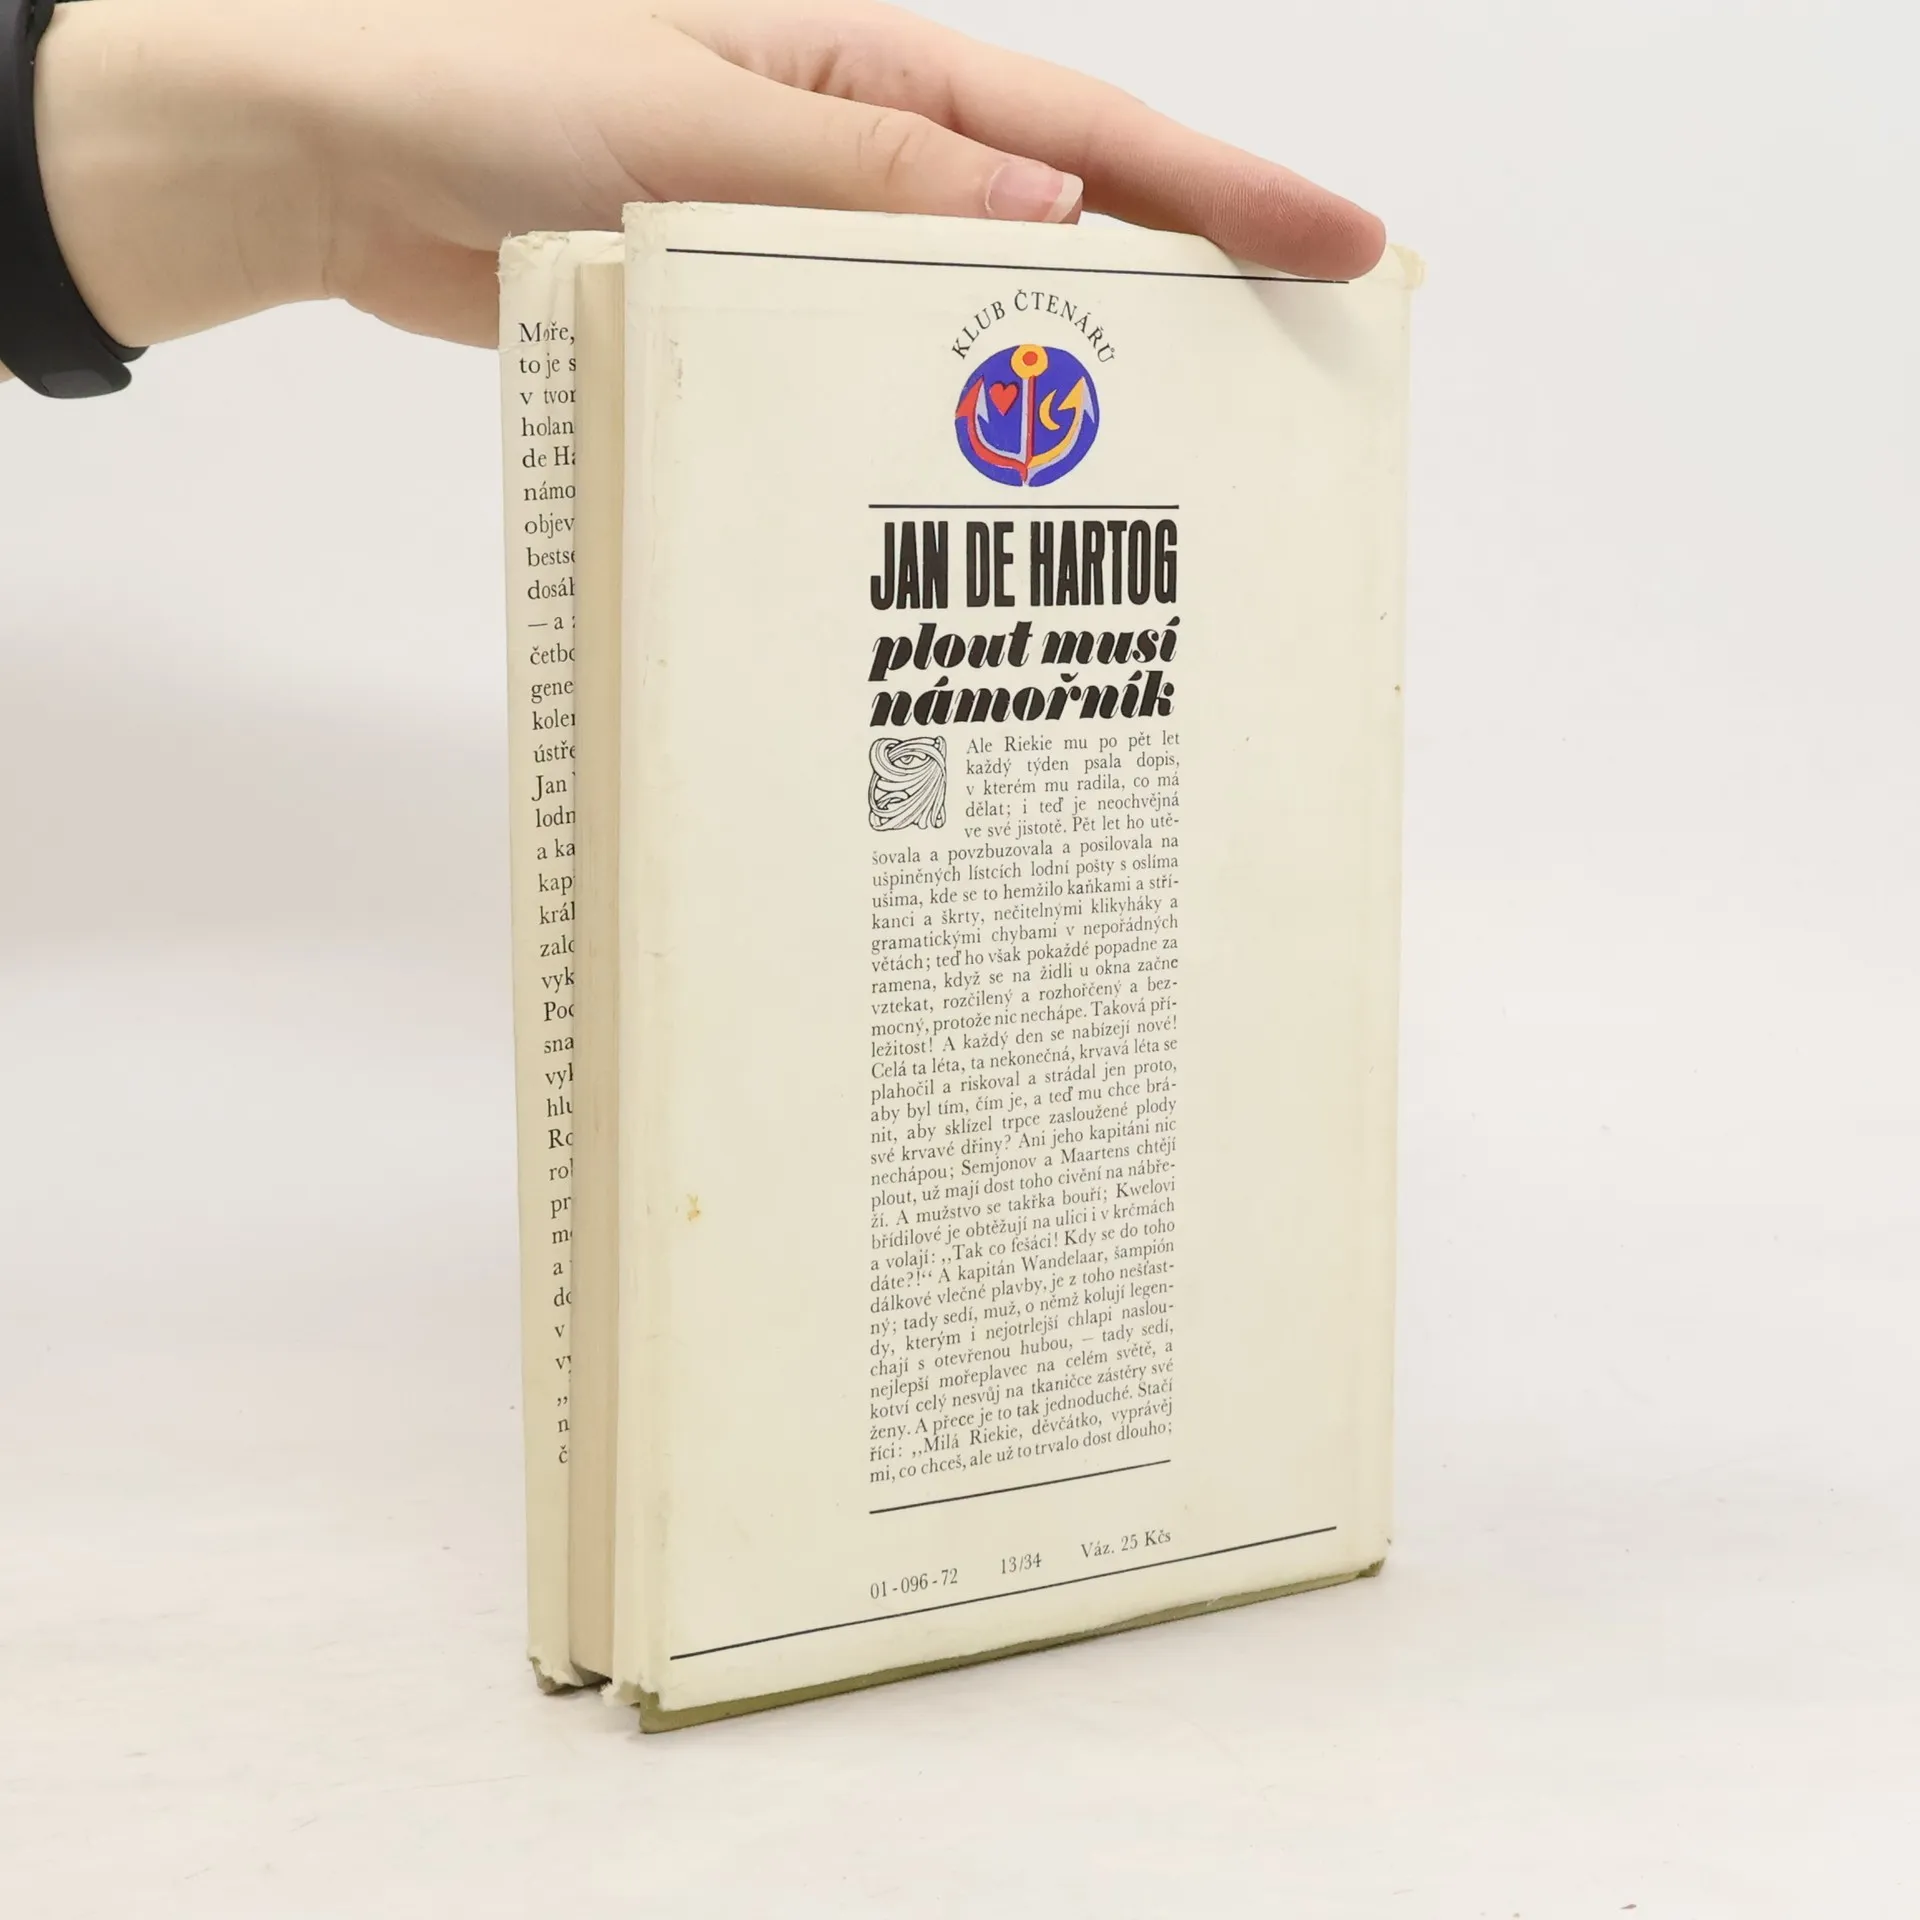 Moře,
to je s
v tvor
holan
de Ha
námo
objev
bestse
dosáh
— a z
četbo
gene
kolem
ústře
Jan
lodn
a ka
kap
král
zalo
vyk
Poc
sna
vyk
hlu
Ro
rol
pr
a
v
KLUB ČTENÁŘŮ
JAN DE HARTOG
plout musí
námořník
Ale Riekie mu po pět let
každý týden psala dopis,
v kterém mu radila, co má
dělat; i teď je neochvějná
ve své jistotě. Pět let ho utě-
šovala a povzbuzovala a posilovala na
ušpiněných lístcích lodní pošty s oslíma
ušima, kde se to hemžilo kaňkami a stří-
kanci a škrty, nečitelnými klikyháky a
gramatickými chybami v nepořádných
větách; teď ho však pokaždé popadne za
ramena, když se na židli u okna začne
vztekat, rozčilený a rozhořčený a bez-
mocný, protože nic nechápe. Taková pří-
ležitost! A každý den se nabízejí nové!
Celá ta léta, ta nekonečná, krvavá léta se
plahočil a riskoval a strádal jen proto,
aby byl tím, čím je, a teď mu chce brá-
nit, aby sklízel trpce zasloužené plody
své krvavé dřiny? Ani jeho kapitáni nic
nechápou; Semjonov a Maartens chtějí
plout, už mají dost toho civění na nábře-
ží. A mužstvo se takřka bouří; Kwelovi
břídilové je obtěžují na ulici i v krčmách
a volají: ,,Tak co fešáci! Kdy se do toho
dáte?!“ A kapitán Wandelaar, šampión
dálkové vlečné plavby, je z toho nešťast-
ný; tady sedí, muž, o němž kolují legen-
dy, kterým i nejotrlejší chlapi naslou-
chají s otevřenou hubou, — tady sedí,
nejlepší mořeplavec na celém světě, a
kotví celý nesvůj na tkaničce zástěry své
ženy. A přece je to tak jednoduché. Stačí
říci: ,,Milá Riekie, děvčátko, vyprávěj
mi, co chceš, ale už to trvalo dost dlouho;
01-096-72 13/34 Váz. 25 Kčs